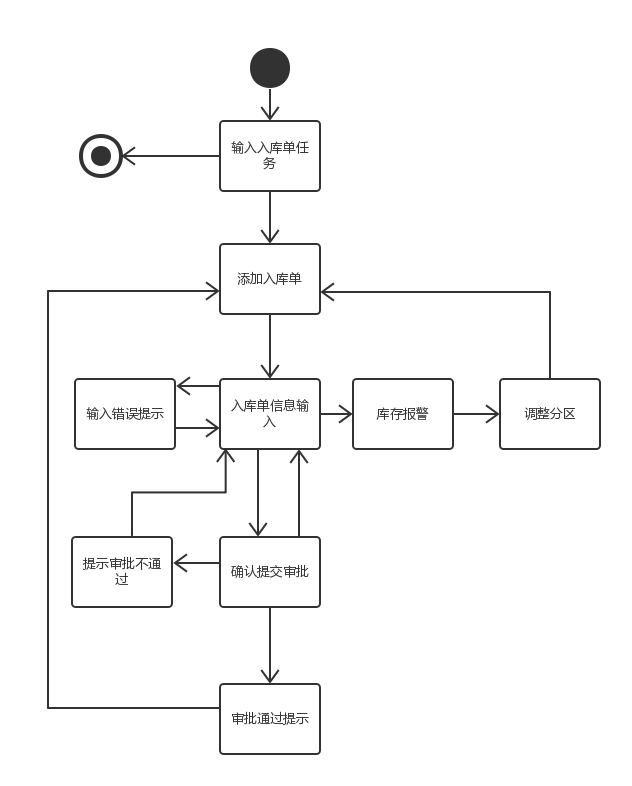 输入入库单任
务
添加入库单
输入错误提示
入库单信息输
入
库存报警
调整分区
提示审批不通
过
确认提交审批
审批通过提示